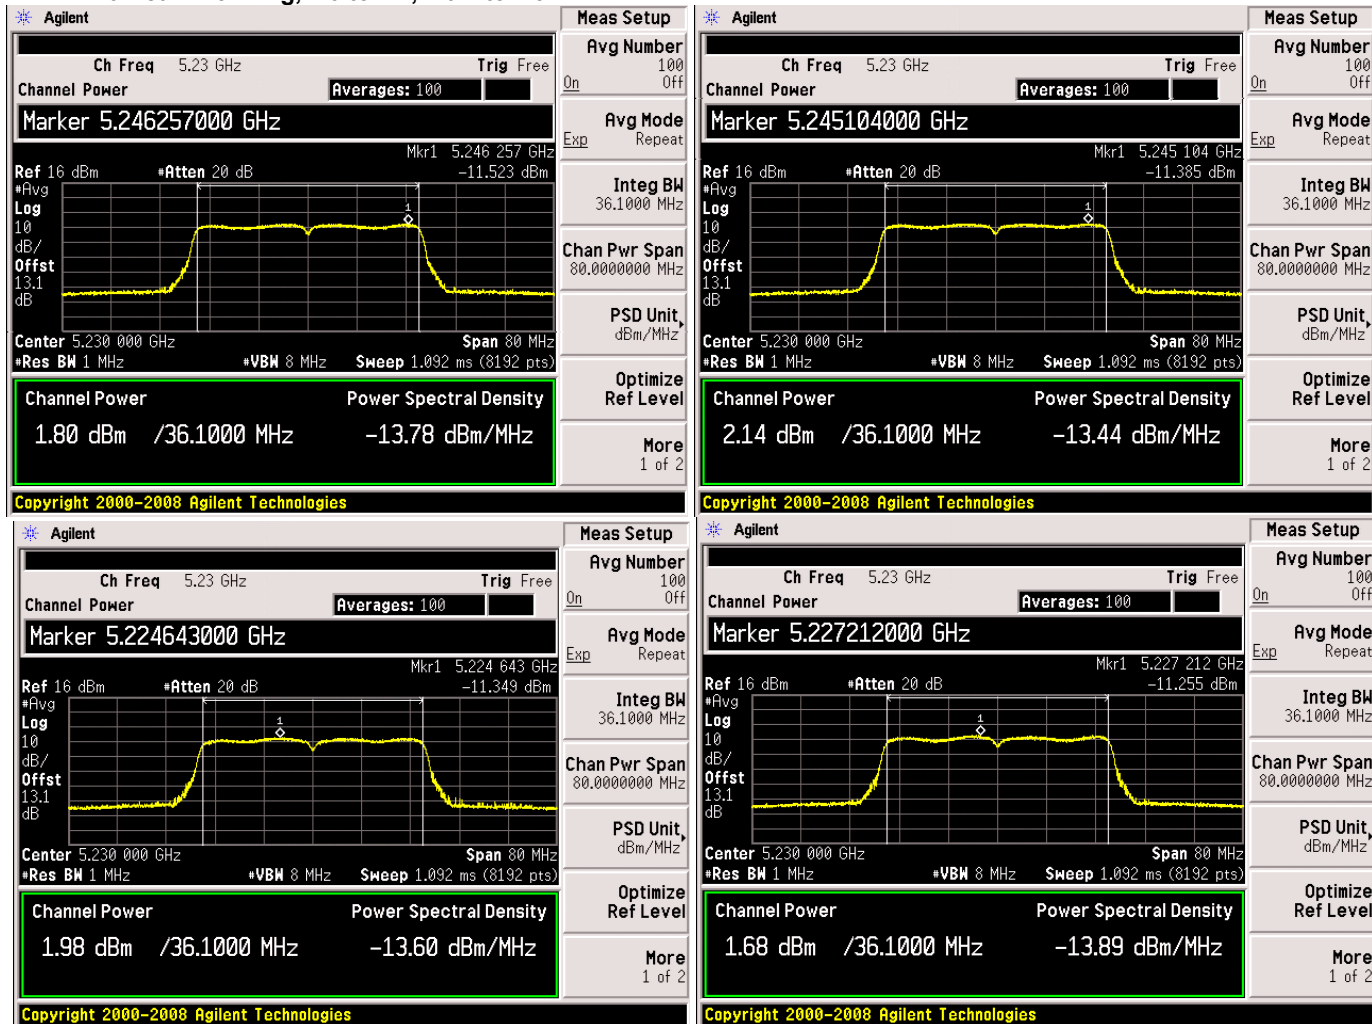 Agilent
Meas Setup
Ch Freq 5.23 GHz Trig Free
Channel Power Averages: 100
Marker 5.246257000 GHz
Mkr1 5.246 257 GHz
Ref 16 dBm #Atten 20 dB -11.523 dBm
#Avg
Log
10
dB/
Offst
13.1
dB
1
Center 5.230 000 GHz Span 80 MHz
#Res BW 1 MHz #VBW 8 MHz Sweep 1.092 ms (8192 pts)
Channel Power Power Spectral Density
1.80 dBm /36.1000 MHz -13.78 dBm/MHz
Copyright 2000-2008 Agilent Technologies
Avg Number
100
On Off
Avg Mode
Exp Repeat
Integ BW
36.1000 MHz
Chan Pwr Span
80.0000000 MHz
PSD Unit
dBm/MHz
Optimize
Ref Level
More
1 of 2
Agilent
Meas Setup
Ch Freq 5.23 GHz Trig Free
Channel Power Averages: 100
Marker 5.245104000 GHz
Mkr1 5.245 104 GHz
Ref 16 dBm #Atten 20 dB -11.385 dBm
#Avg
Log
10
dB/
Offst
13.1
dB
1
Center 5.230 000 GHz Span 80 MHz
#Res BW 1 MHz #VBW 8 MHz Sweep 1.092 ms (8192 pts)
Channel Power Power Spectral Density
2.14 dBm /36.1000 MHz -13.44 dBm/MHz
Copyright 2000-2008 Agilent Technologies
Avg Number
100
On Off
Avg Mode
Exp Repeat
Integ BW
36.1000 MHz
Chan Pwr Span
80.0000000 MHz
PSD Unit
dBm/MHz
Optimize
Ref Level
More
1 of 2
Agilent
Meas Setup
Ch Freq 5.23 GHz Trig Free
Channel Power Averages: 100
Marker 5.224643000 GHz
Mkr1 5.224 643 GHz
Ref 16 dBm #Atten 20 dB -11.349 dBm
#Avg
Log
10
dB/
Offst
13.1
dB
1
Center 5.230 000 GHz Span 80 MHz
#Res BW 1 MHz #VBW 8 MHz Sweep 1.092 ms (8192 pts)
Channel Power Power Spectral Density
1.98 dBm /36.1000 MHz -13.60 dBm/MHz
Copyright 2000-2008 Agilent Technologies
Avg Number
100
On Off
Avg Mode
Exp Repeat
Integ BW
36.1000 MHz
Chan Pwr Span
80.0000000 MHz
PSD Unit
dBm/MHz
Optimize
Ref Level
More
1 of 2
Agilent
Meas Setup
Ch Freq 5.23 GHz Trig Free
Channel Power Averages: 100
Marker 5.227212000 GHz
Mkr1 5.227 212 GHz
Ref 16 dBm #Atten 20 dB -11.255 dBm
#Avg
Log
10
dB/
Offst
13.1
dB
1
Center 5.230 000 GHz Span 80 MHz
#Res BW 1 MHz #VBW 8 MHz Sweep 1.092 ms (8192 pts)
Channel Power Power Spectral Density
1.68 dBm /36.1000 MHz -13.89 dBm/MHz
Copyright 2000-2008 Agilent Technologies
Avg Number
100
On Off
Avg Mode
Exp Repeat
Integ BW
36.1000 MHz
Chan Pwr Span
80.0000000 MHz
PSD Unit
dBm/MHz
Optimize
Ref Level
More
1 of 2